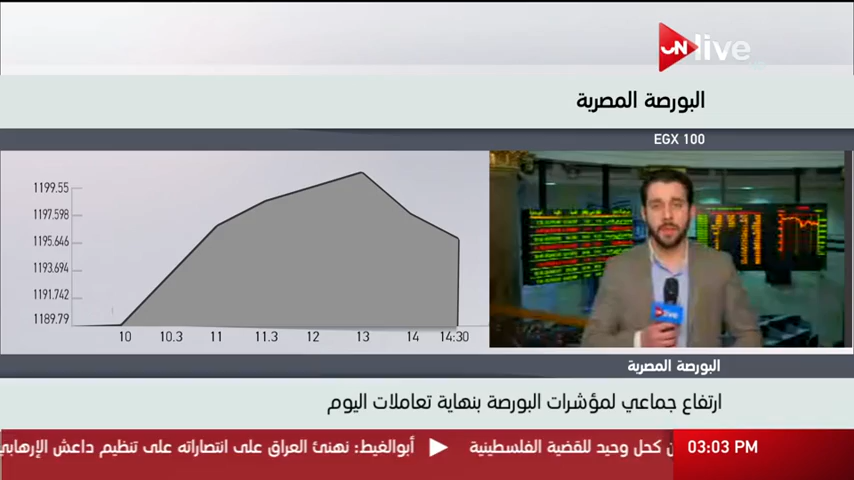 ON live
البورصة المصرية
EGX 100
1199.55
1197.598
1195.646
1193.694
1191.742
1189.79
10 10.3 11 11.3 12 13 14 14:30
live
البورصة المصرية
ارتفاع جماعي لمؤشرات البورصة بنهاية تعاملات اليوم
كحل وحيد للقضية الفلسطينية
أبوالغيط: نهنئ العراق على انتصاراته على تنظيم داعش الإرهابي
03:03 PM